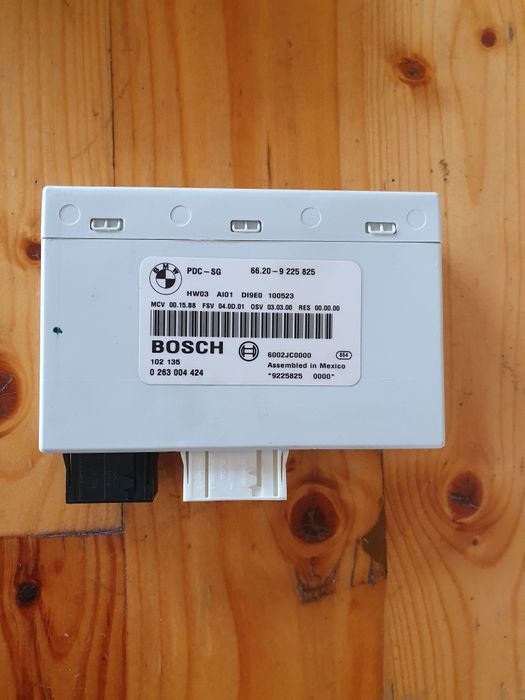 BMW
PDC-SG 66.20-9 225 825
HW03 AI01 DI9E0 100523
MCV 00.15.88 FSV 04.0D.01 OSV 03.03.00 RES 00.00.00
BOSCH 6002JC0000 884
102 135 Assembled in Mexico
0 263 004 424 "9225825 0000"